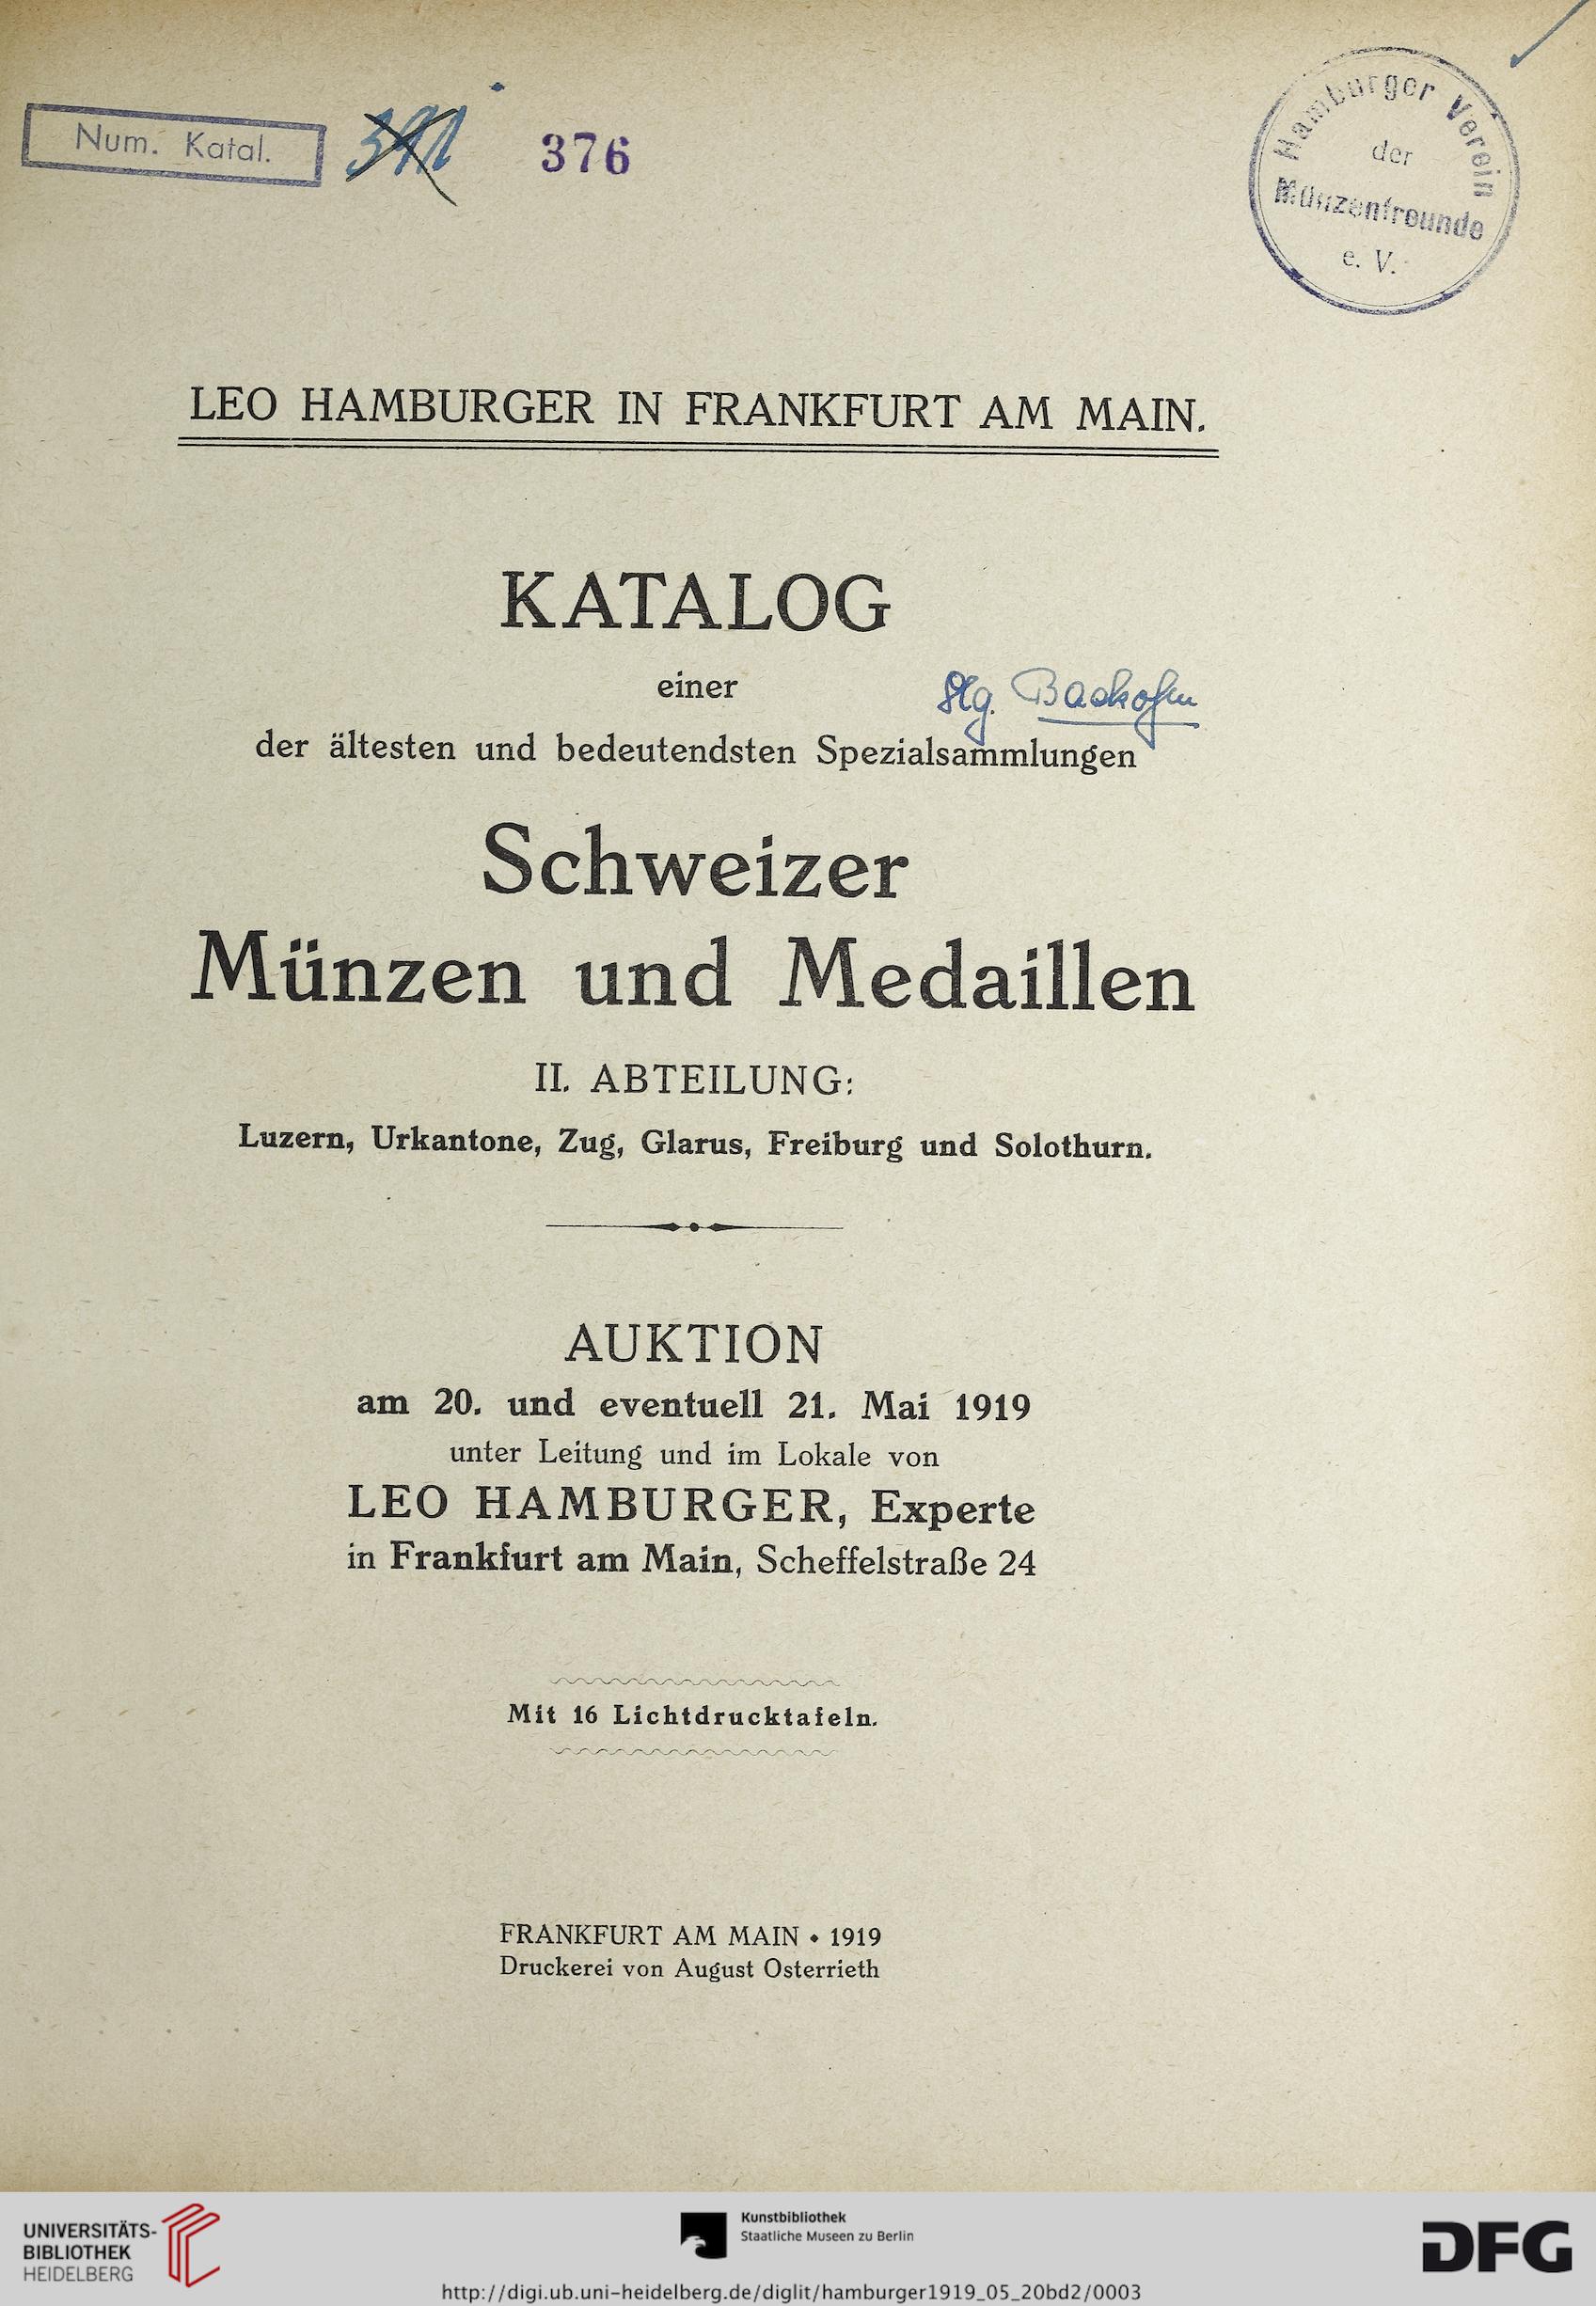 Num. Katal.
376
Hamburger Verein
der
Münzenfreunde
e. V.
LEO HAMBURGER IN FRANKFURT AM MAIN.
KATALOG
einer
Slg. Bachofen
der ältesten und bedeutendsten Spezialsammlungen
Schweizer
Münzen und Medaillen
II. ABTEILUNG:
Luzern, Urkantone, Zug, Glarus, Freiburg und Solothurn.
AUKTION
am 20. und eventuell 21. Mai 1919
unter Leitung und im Lokale von
LEO HAMBURGER, Experte
in Frankfurt am Main, Scheffelstraße 24
Mit 16 Lichtdrucktafeln.
FRANKFURT AM MAIN • 1919
Druckerei von August Osterrieth
UNIVERSITÄTS-
BIBLIOTHEK
HEIDELBERG
Kunstbibliothek
Staatliche Museen zu Berlin
DFG
http://digi.ub.uni-heidelberg.de/diglit/hamburger1919_05_20bd2/0003